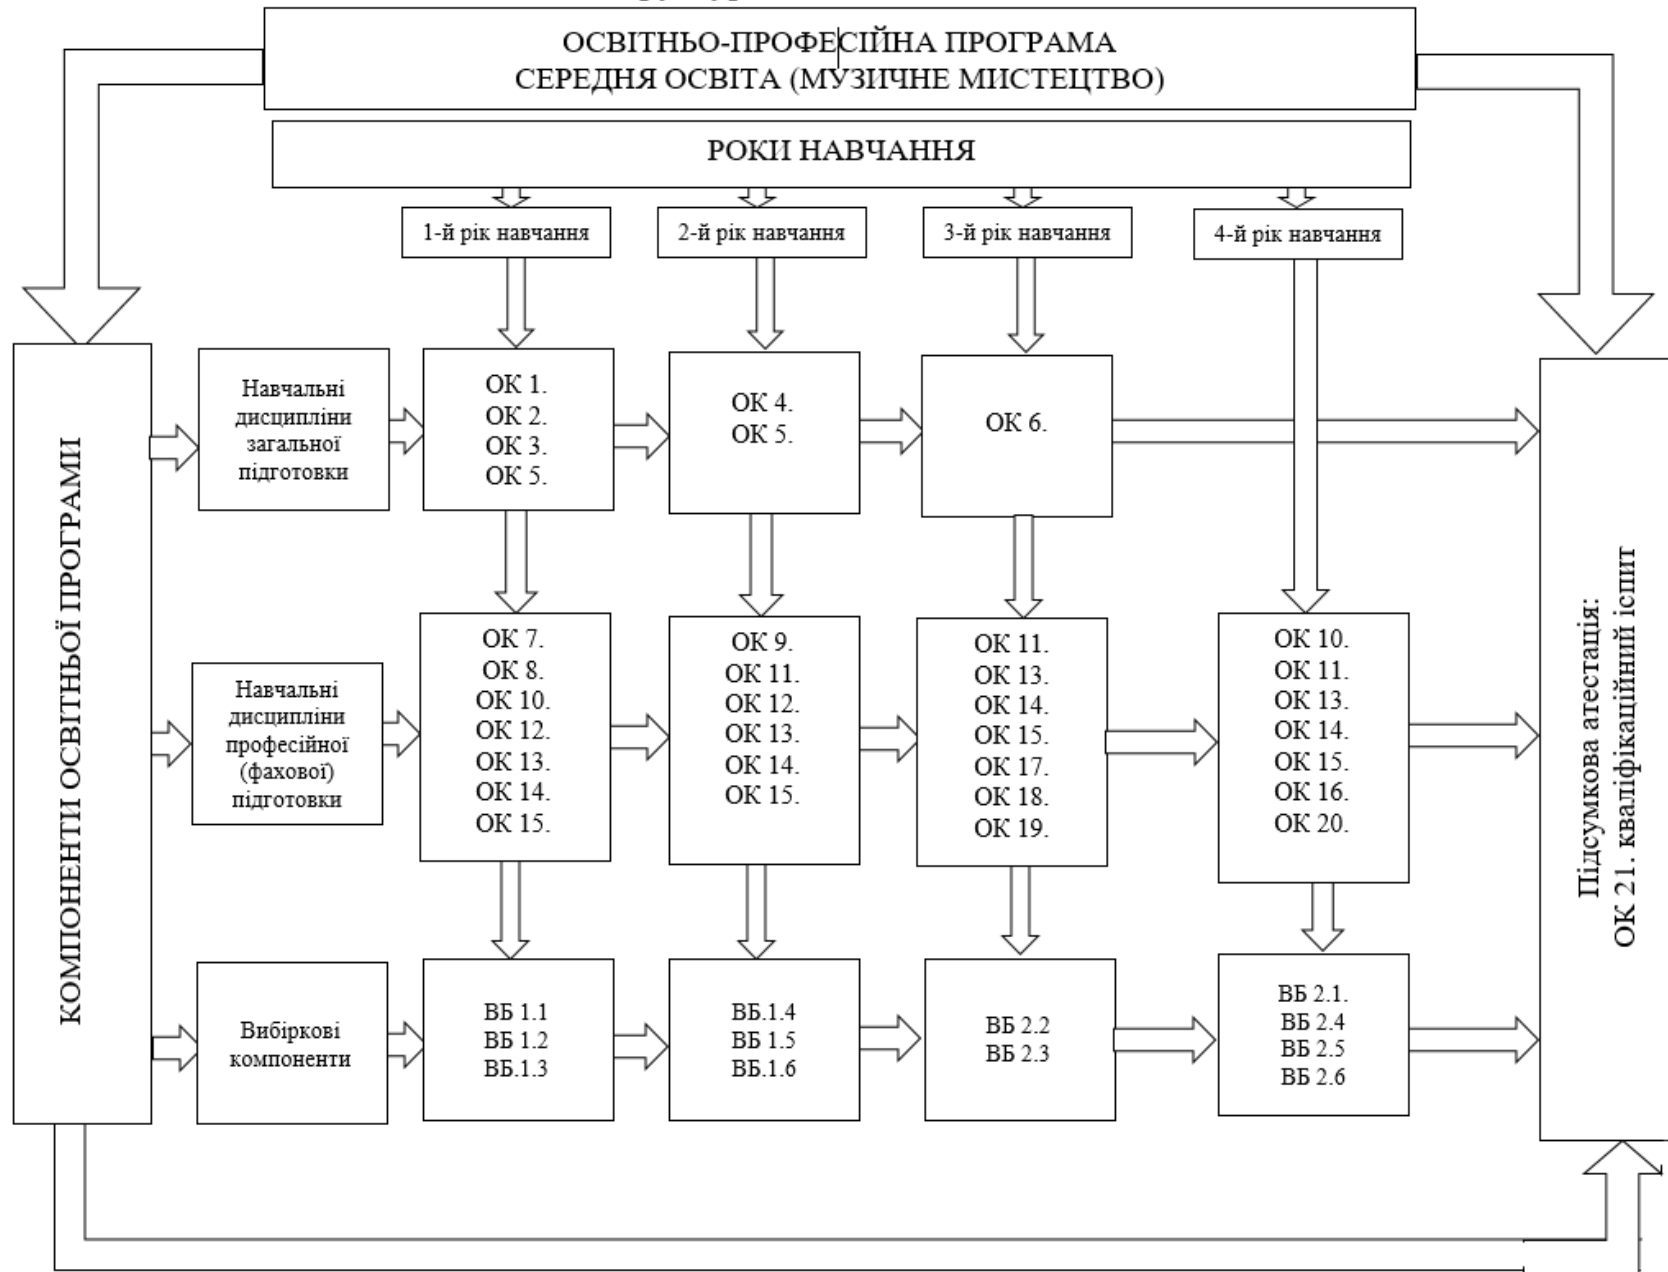 ОСВІТНЬО-ПРОФЕСІЙНА ПРОГРАМА
СЕРЕДНЯ ОСВІТА (МУЗИЧНЕ МИСТЕЦТВО)
РОКИ НАВЧАННЯ
1-й рік навчання
2-й рік навчання
3-й рік навчання
4-й рік навчання
КОМПОНЕНТИ ОСВІТНЬОЇ ПРОГРАМИ
Навчальні
дисципліни
загальної
підготовки
ОК 1.
ОК 2.
ОК 3.
ОК 5.
ОК 4.
ОК 5.
ОК 6.
Навчальні
дисципліни
професійної
(фахової)
підготовки
ОК 7.
ОК 8.
ОК 10.
ОК 12.
ОК 13.
ОК 14.
ОК 15.
ОК 9.
ОК 11.
ОК 12.
ОК 13.
ОК 14.
ОК 15.
ОК 11.
ОК 13.
ОК 14.
ОК 15.
ОК 17.
ОК 18.
ОК 19.
ОК 10.
ОК 11.
ОК 13.
ОК 14.
ОК 15.
ОК 16.
ОК 20.
Вибіркові
компоненти
ВБ 1.1
ВБ 1.2
ВБ.1.3
ВБ.1.4
ВБ 1.5
ВБ.1.6
ВБ 2.2
ВБ 2.3
ВБ 2.1.
ВБ 2.4
ВБ 2.5
ВБ 2.6
Підсумкова атестація:
ОК 21. кваліфікаційний іспит